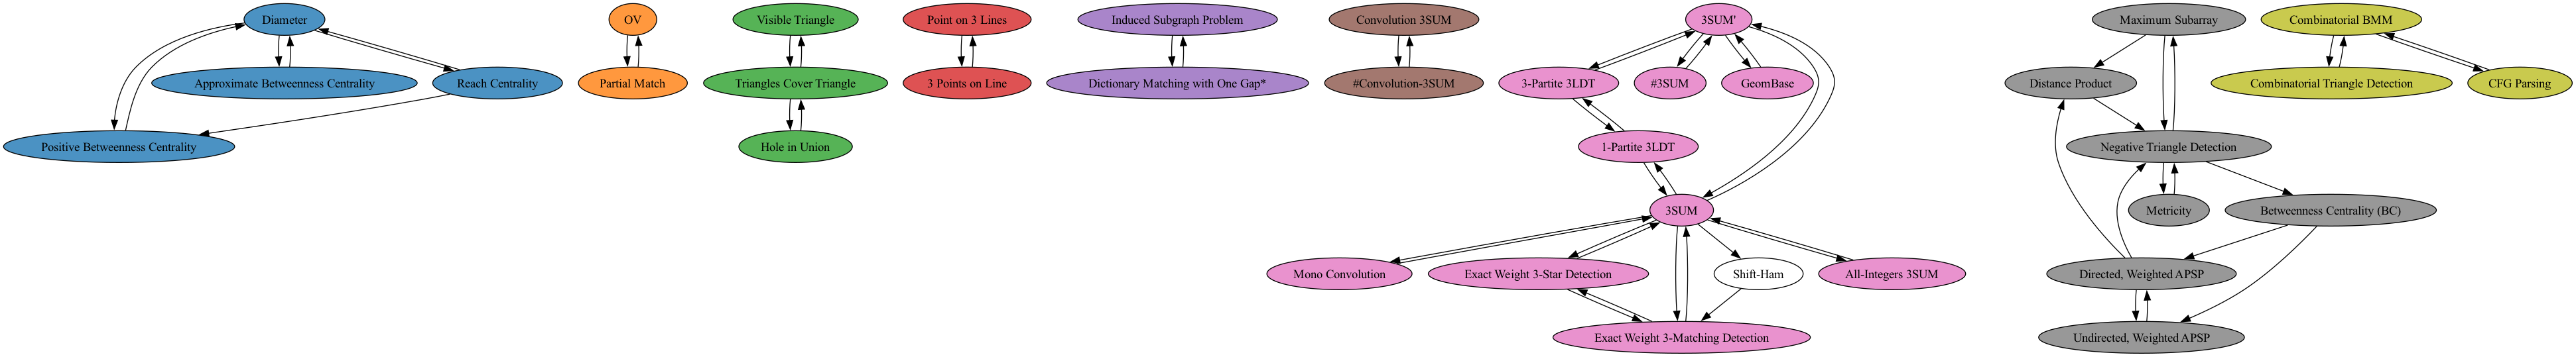 Diameter
OV
Visible Triangle
Point on 3 Lines
Induced Subgraph Problem
Convolution 3SUM
3SUM'
Maximum Subarray
Combinatorial BMM
Approximate Betweenness Centrality
Reach Centrality
Partial Match
Triangles Cover Triangle
3 Points on Line
Dictionary Matching with One Gap*
#Convolution-3SUM
3-Partite 3LDT
#3SUM
GeomBase
Distance Product
Combinatorial Triangle Detection
CFG Parsing
Positive Betweenness Centrality
Hole in Union
1-Partite 3LDT
Negative Triangle Detection
3SUM
Metricity
Betweenness Centrality (BC)
Mono Convolution
Exact Weight 3-Star Detection
Shift-Ham
All-Integers 3SUM
Directed, Weighted APSP
Exact Weight 3-Matching Detection
Undirected, Weighted APSP